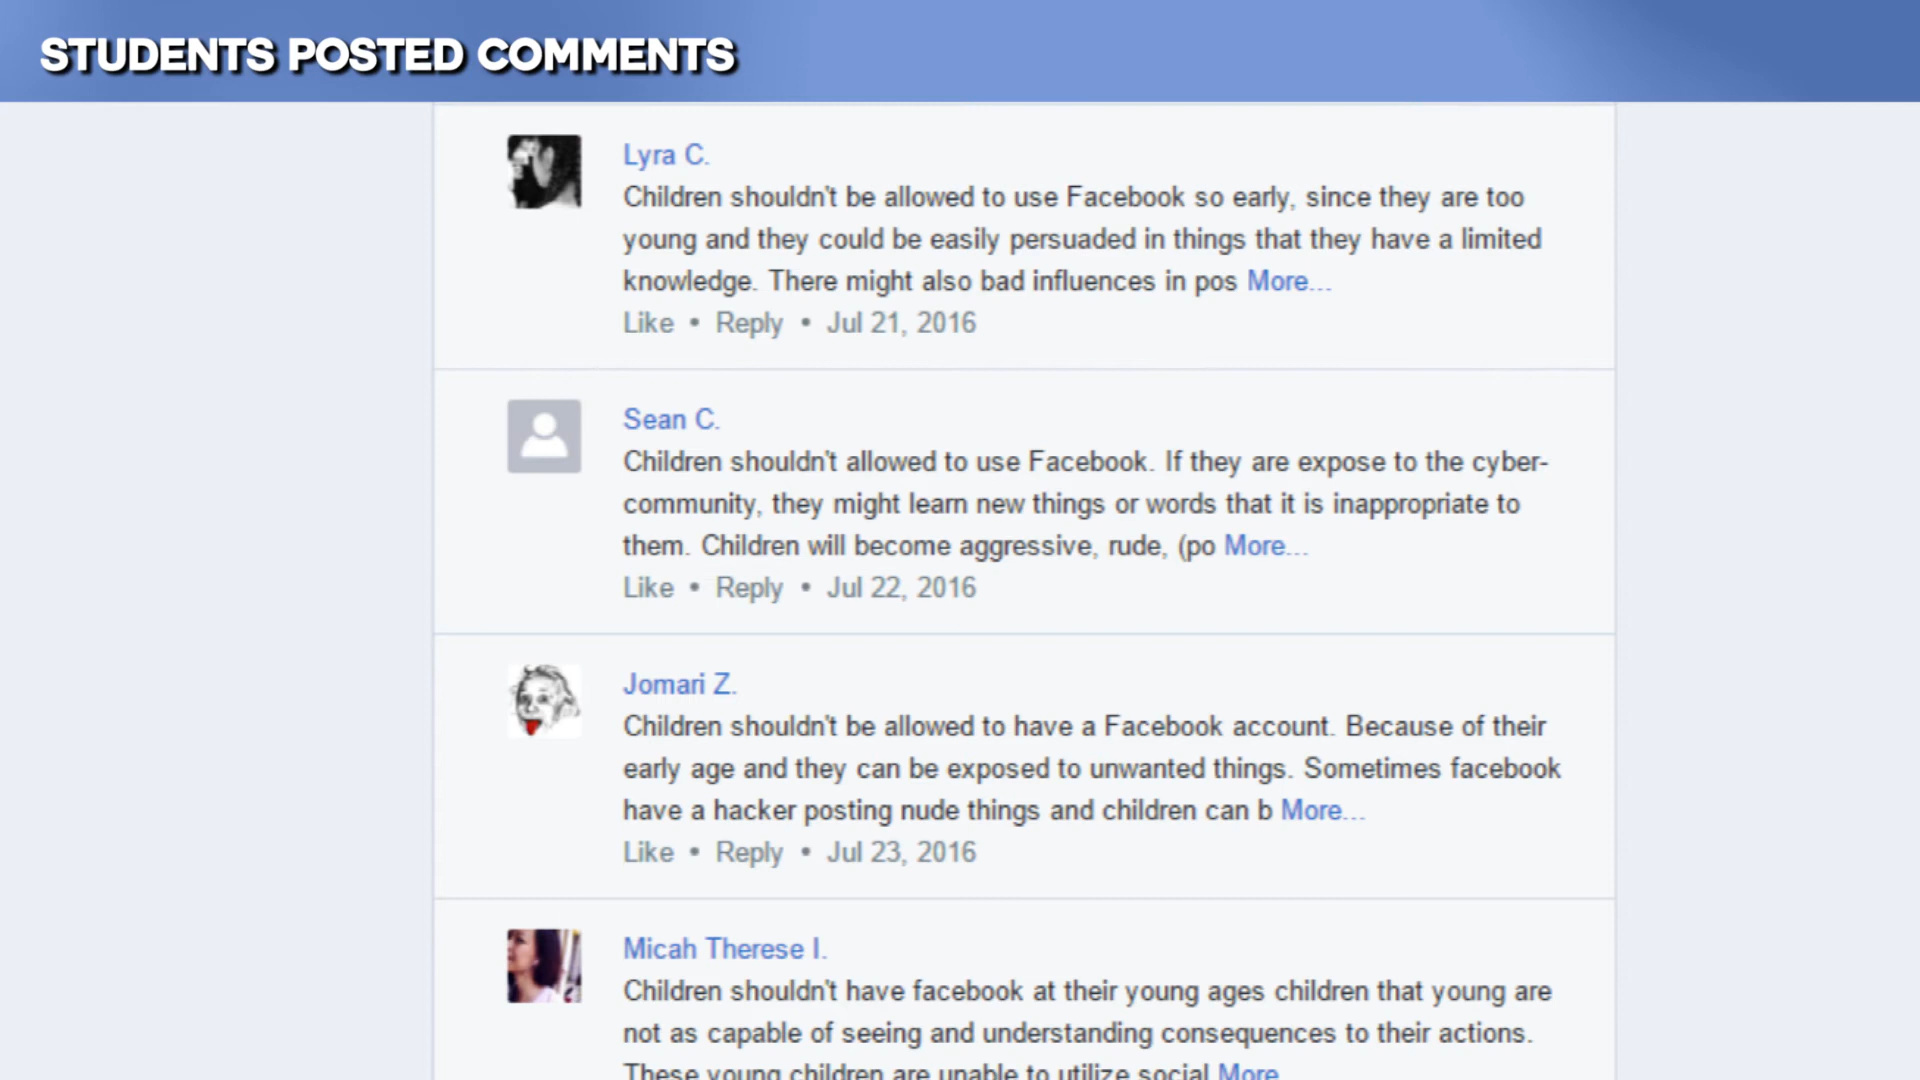 STUDENTS POSTED COMMENTS
Lyra C.
Children shouldn't be allowed to use Facebook so early, since they are too
young and they could be easily persuaded in things that they have a limited
knowledge. There might also bad influences in pos More...
Like • Reply • Jul 21, 2016
Sean C.
Children shouldn't allowed to use Facebook. If they are expose to the cyber-
community, they might learn new things or words that it is inappropriate to
them. Children will become aggressive, rude, (po More...
Like • Reply • Jul 22, 2016
Jomari Z.
Children shouldn't be allowed to have a Facebook account. Because of their
early age and they can be exposed to unwanted things. Sometimes facebook
have a hacker posting nude things and children can b More...
Like • Reply • Jul 23, 2016
Micah Therese I.
Children shouldn't have facebook at their young ages children that young are
not as capable of seeing and understanding consequences to their actions.
These young children are unable to utilize social More